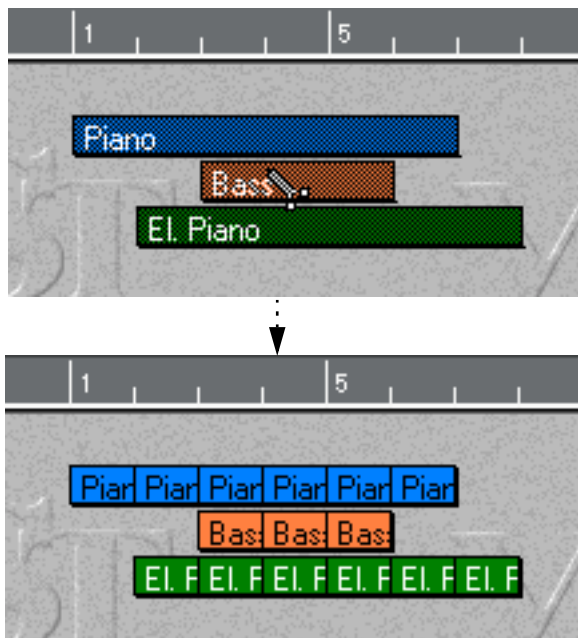 1 5
Piano
Bass
El. Piano
1 5
Piar Piar Piar Piar Piar Piar
Bas: Bas: Bas:
El. F El. F El. F El. F El. F El. F